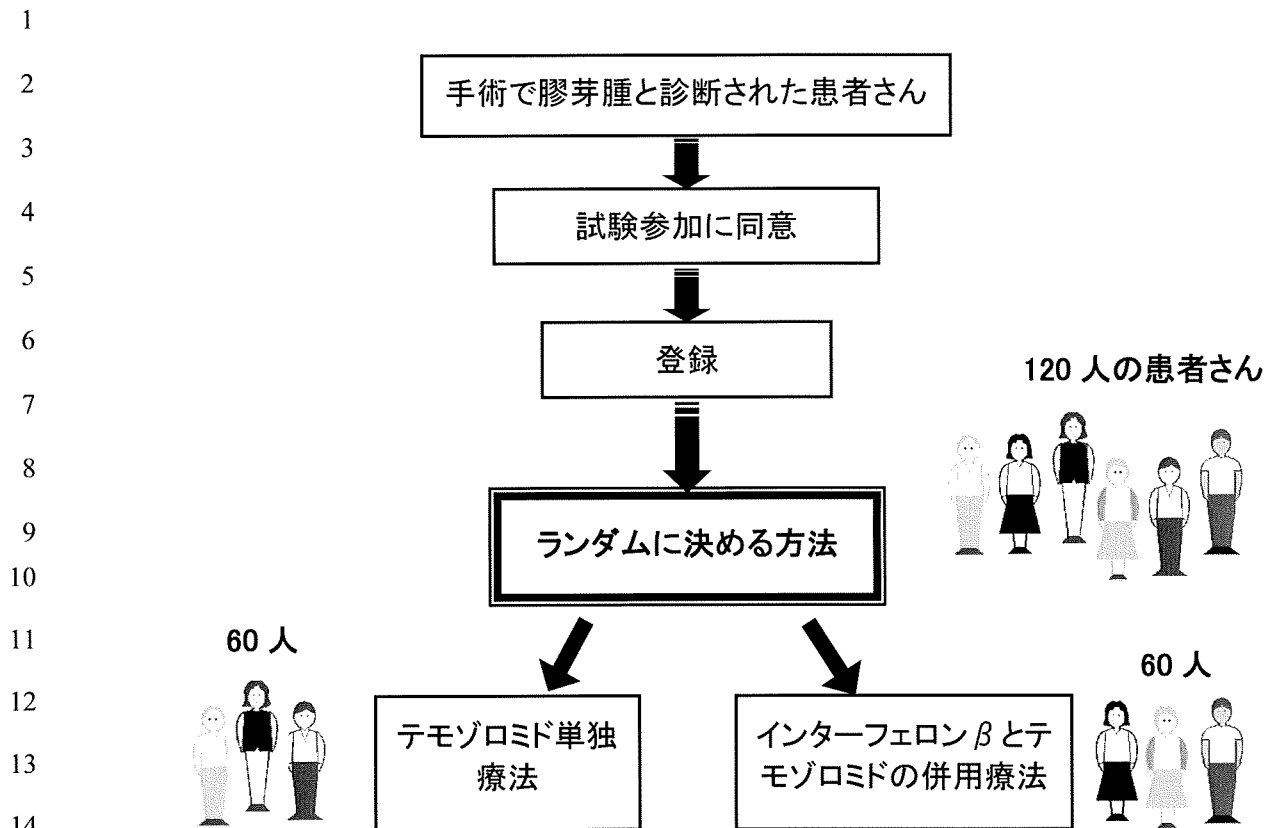 1
2
手術で膠芽腫と診断された患者さん
3
4
試験参加に同意
5
6
登録
120 人の患者さん
7
8
9
ランダムに決める方法
10
11
60 人
60 人
12
テモゾロミド単独
療法
インターフェロン β とテ
モゾロミドの併用療法
13
14